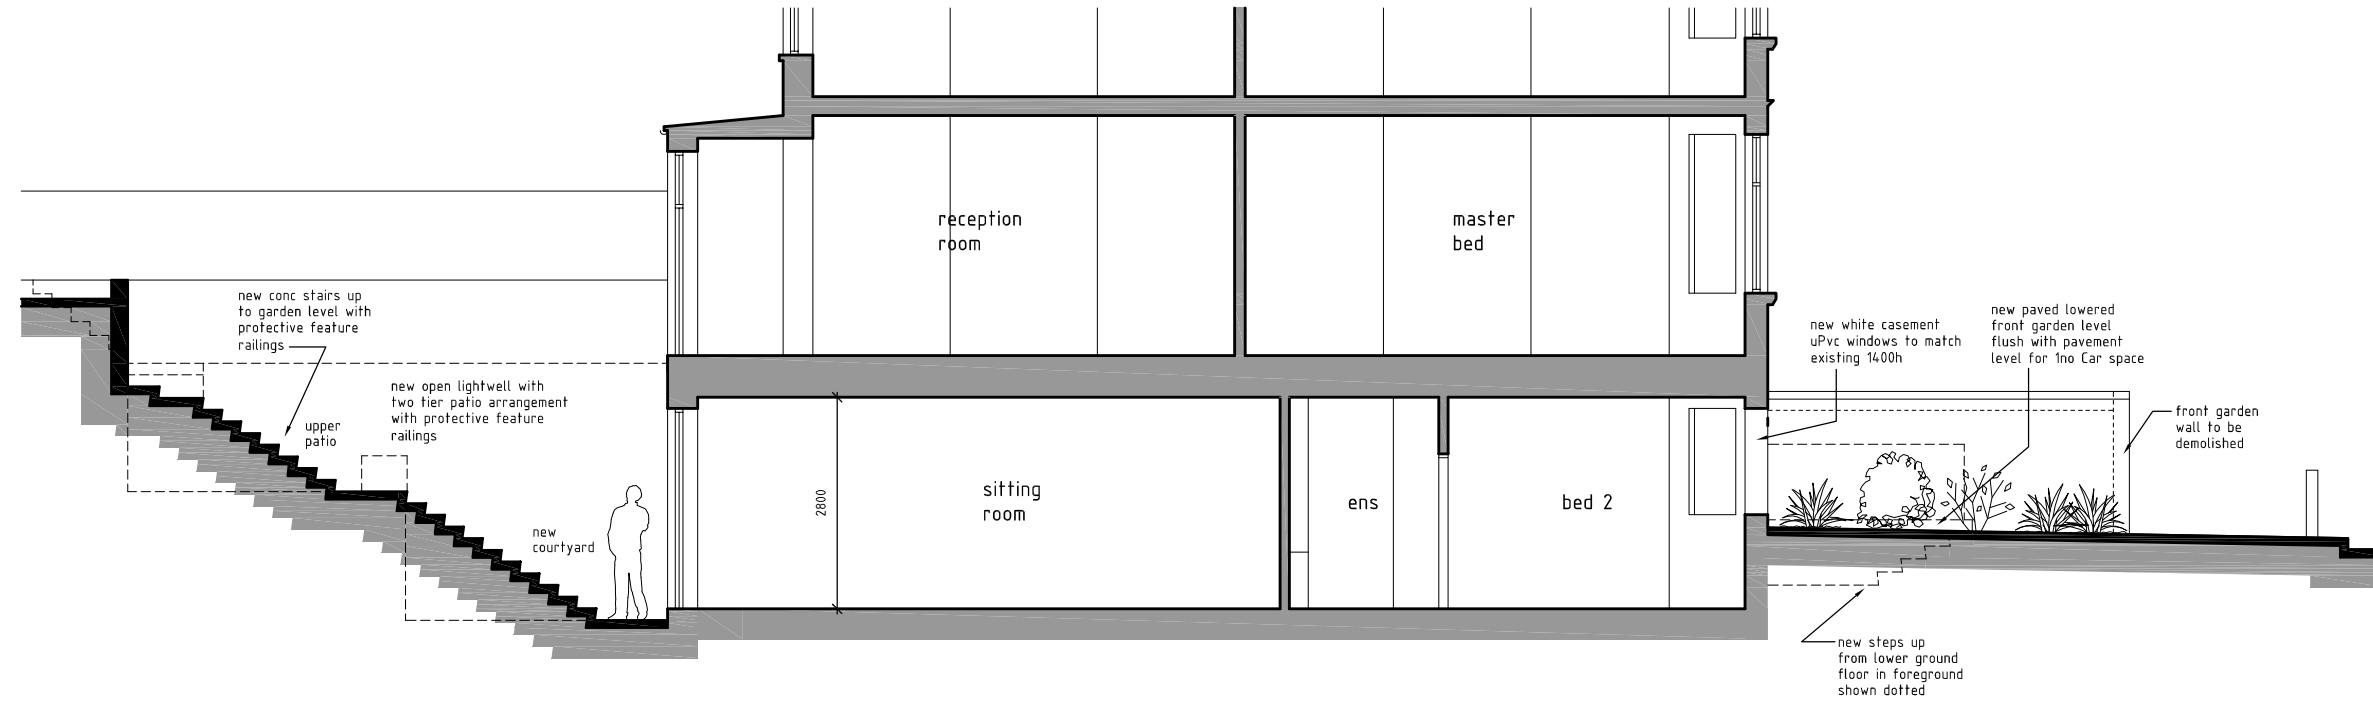 reception
room
master
bed
new conc stairs up
to garden level with
protective feature
railings
new open lightwell with
two tier patio arrangement
with protective feature
railings
upper
patio
new
courtyard
2800
sitting
room
ens
bed 2
new white casement
uPvc windows to match
existing 1400h
new paved lowered
front garden level
flush with pavement
level for 1no Car space
front garden
wall to be
demolished
new steps up
from lower ground
floor in foreground
shown dotted